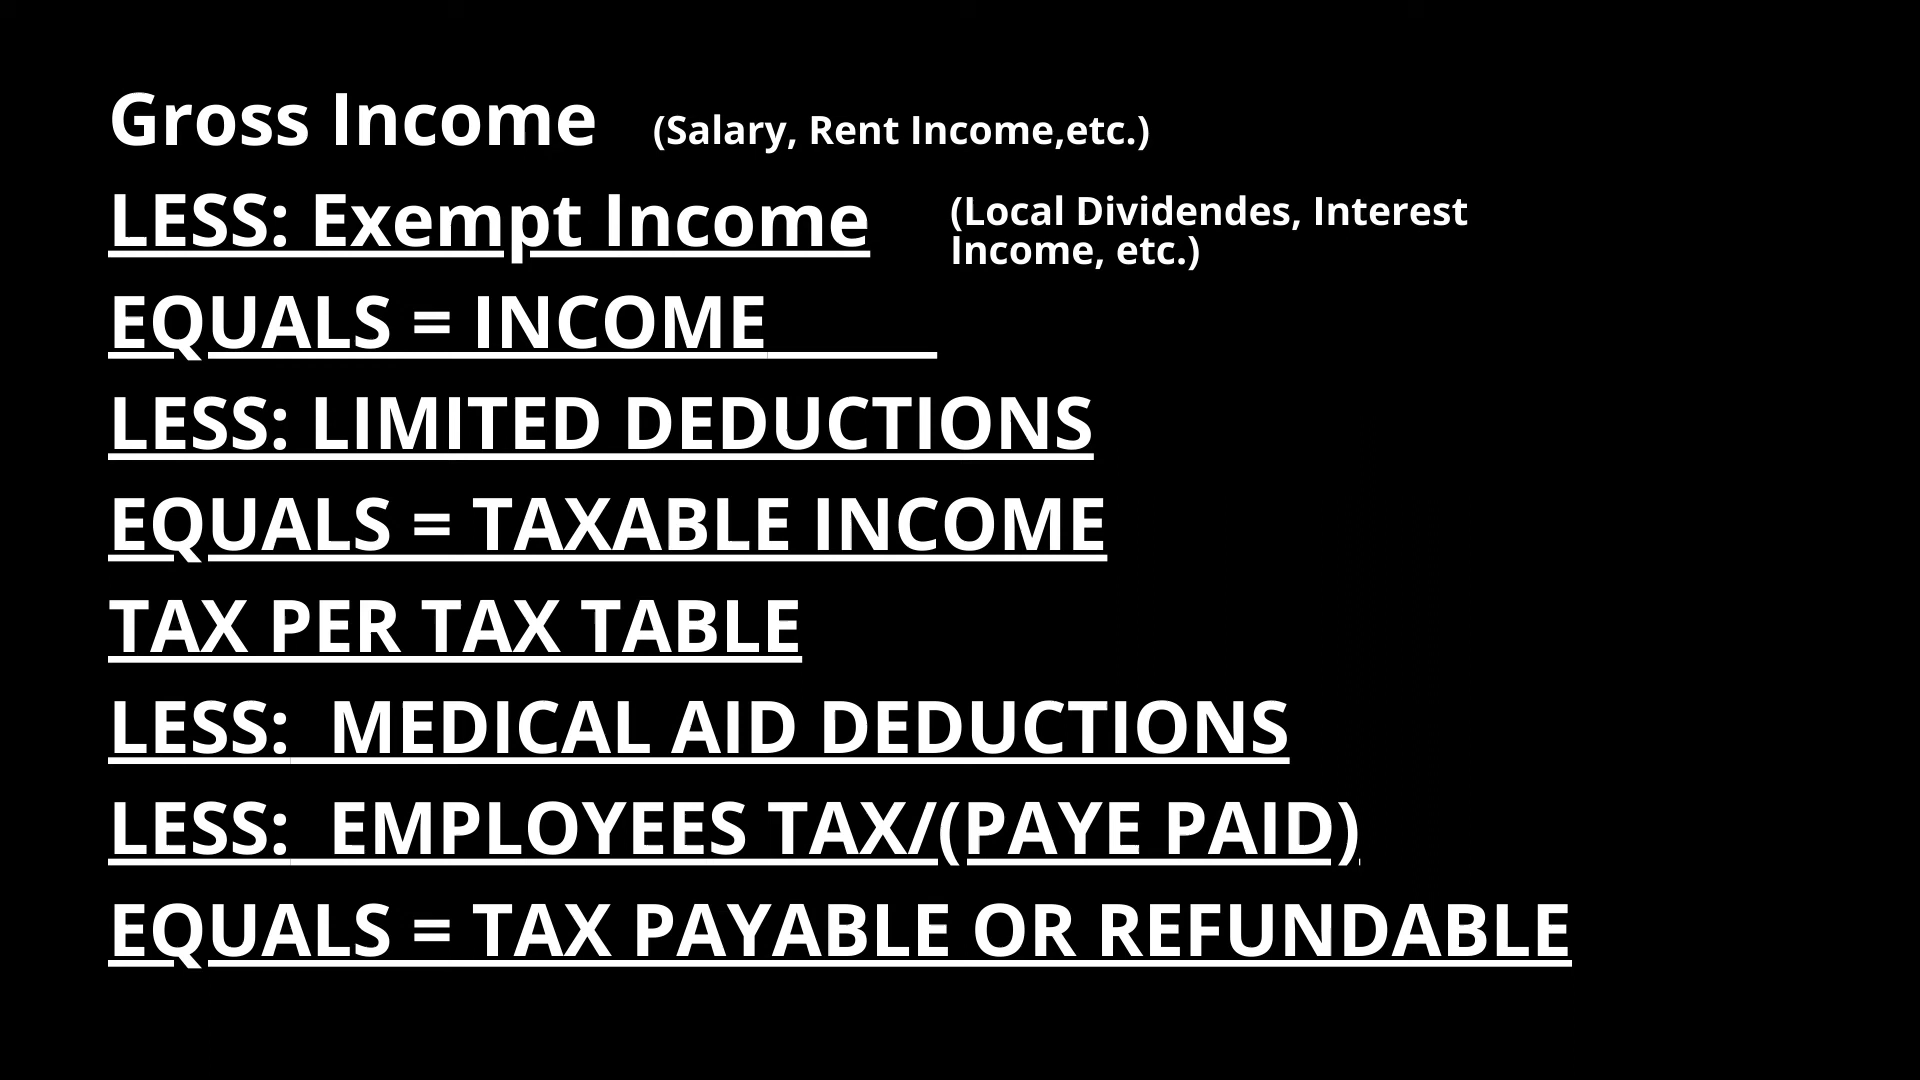 Gross Income (Salary, Rent Income,etc.)
LESS: Exempt Income (Local Dividendes, Interest
Income, etc.)
EQUALS = INCOME
LESS: LIMITED DEDUCTIONS
EQUALS = TAXABLE INCOME
TAX PER TAX TABLE
LESS: MEDICAL AID DEDUCTIONS
LESS: EMPLOYEES TAX/(PAYE PAID)
EQUALS = TAX PAYABLE OR REFUNDABLE